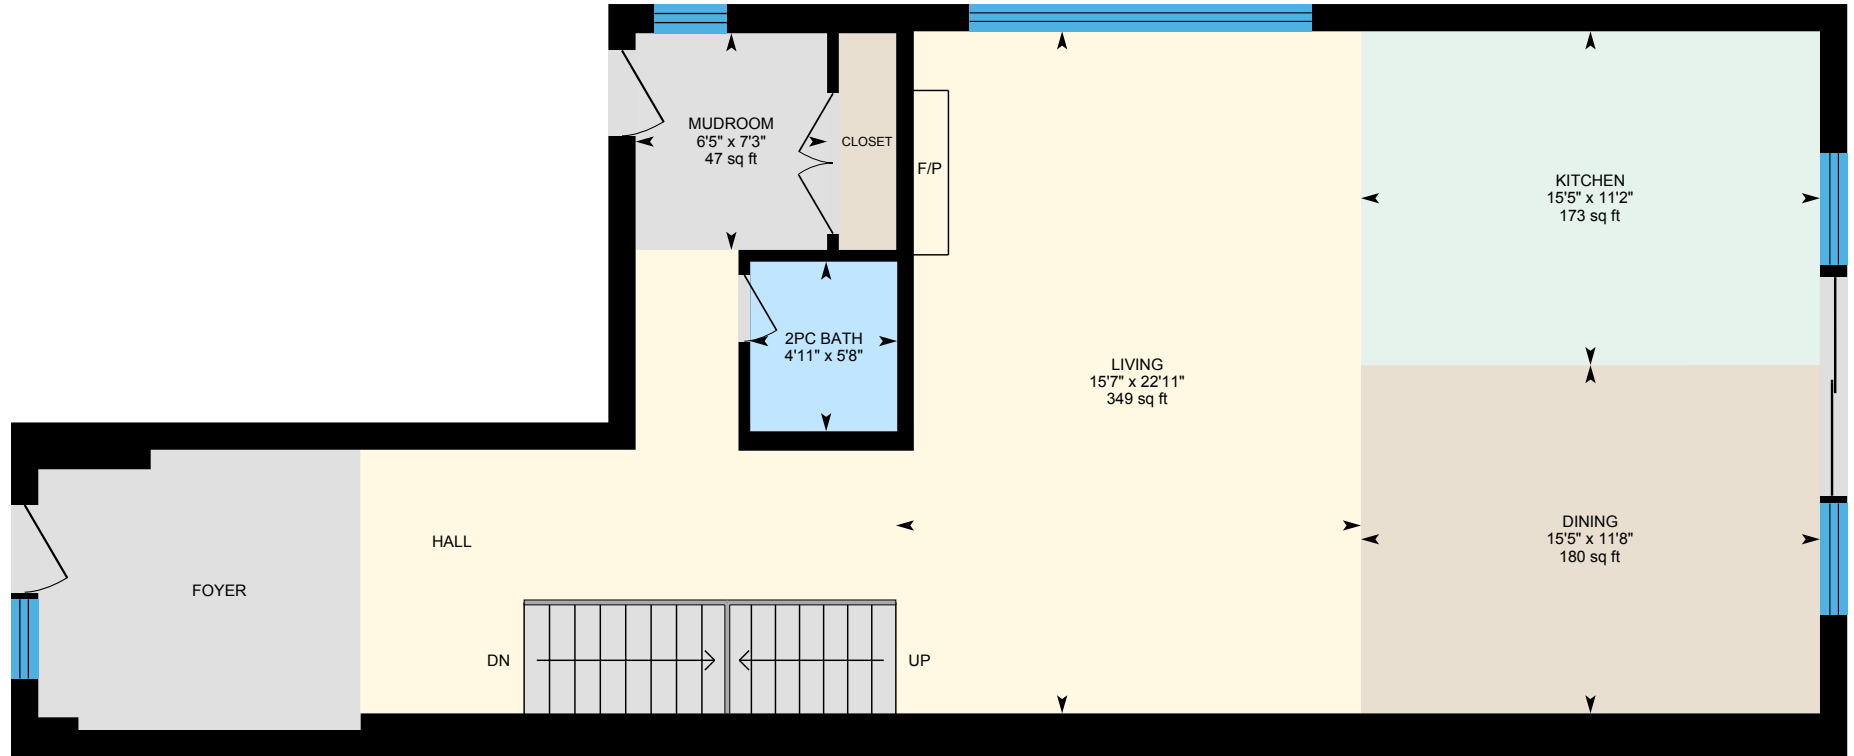 MUDROOM
6'5" x 7'3"
47 sq ft
CLOSET
F/P
KITCHEN
15'5" x 11'2"
173 sq ft
2PC BATH
4'11" x 5'8"
LIVING
15'7" x 22'11"
349 sq ft
DINING
15'5" x 11'8"
180 sq ft
HALL
FOYER
DN
UP